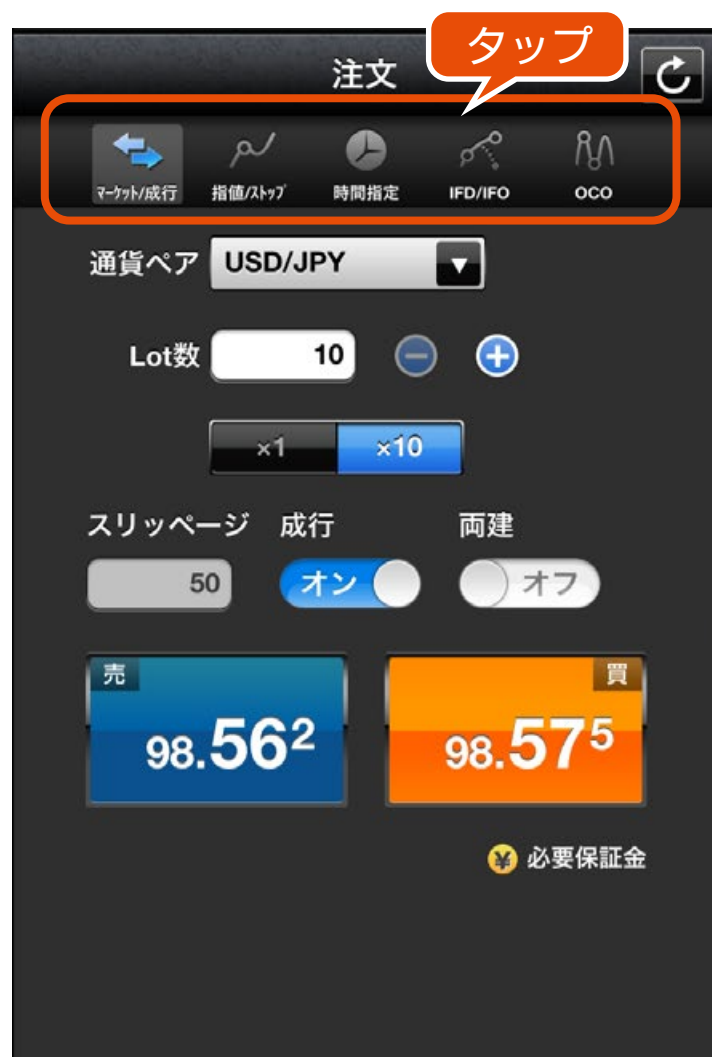 タップ
注文
ﾏｰｹｯﾄ/成行 指値/ｽﾄｯﾌﾟ 時間指定 IFD/IFO OCO
通貨ペア USD/JPY
Lot数 10
×1 ×10
スリッページ 成行 両建
50 オン オフ
売 買
98.562 98.575
¥ 必要保証金